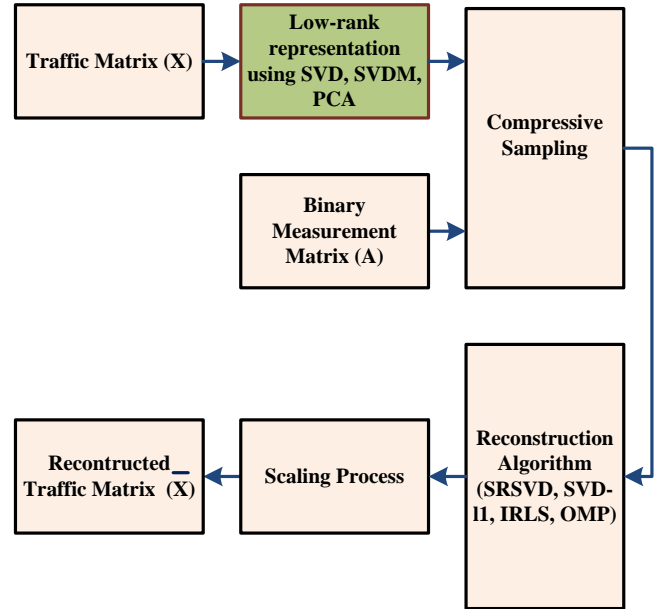 Traffic Matrix (X)
Low-rank
representation
using SVD, SVDM,
PCA
Compressive
Sampling
Binary
Measurement
Matrix (A)
Recontructed
Traffic Matrix (X̅)
Scaling Process
Reconstruction
Algorithm
(SRSVD, SVD-
l1, IRLS, OMP)